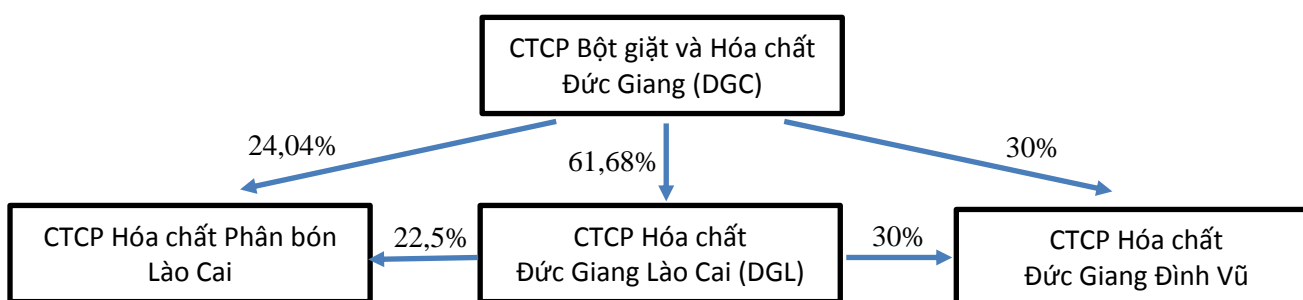 CTCP Bột giặt và Hóa chất
Đức Giang (DGC)
24,04%
61,68%
30%
CTCP Hóa chất Phân bón
Lào Cai
22,5%
CTCP Hóa chất
Đức Giang Lào Cai (DGL)
30%
CTCP Hóa chất
Đức Giang Đình Vũ